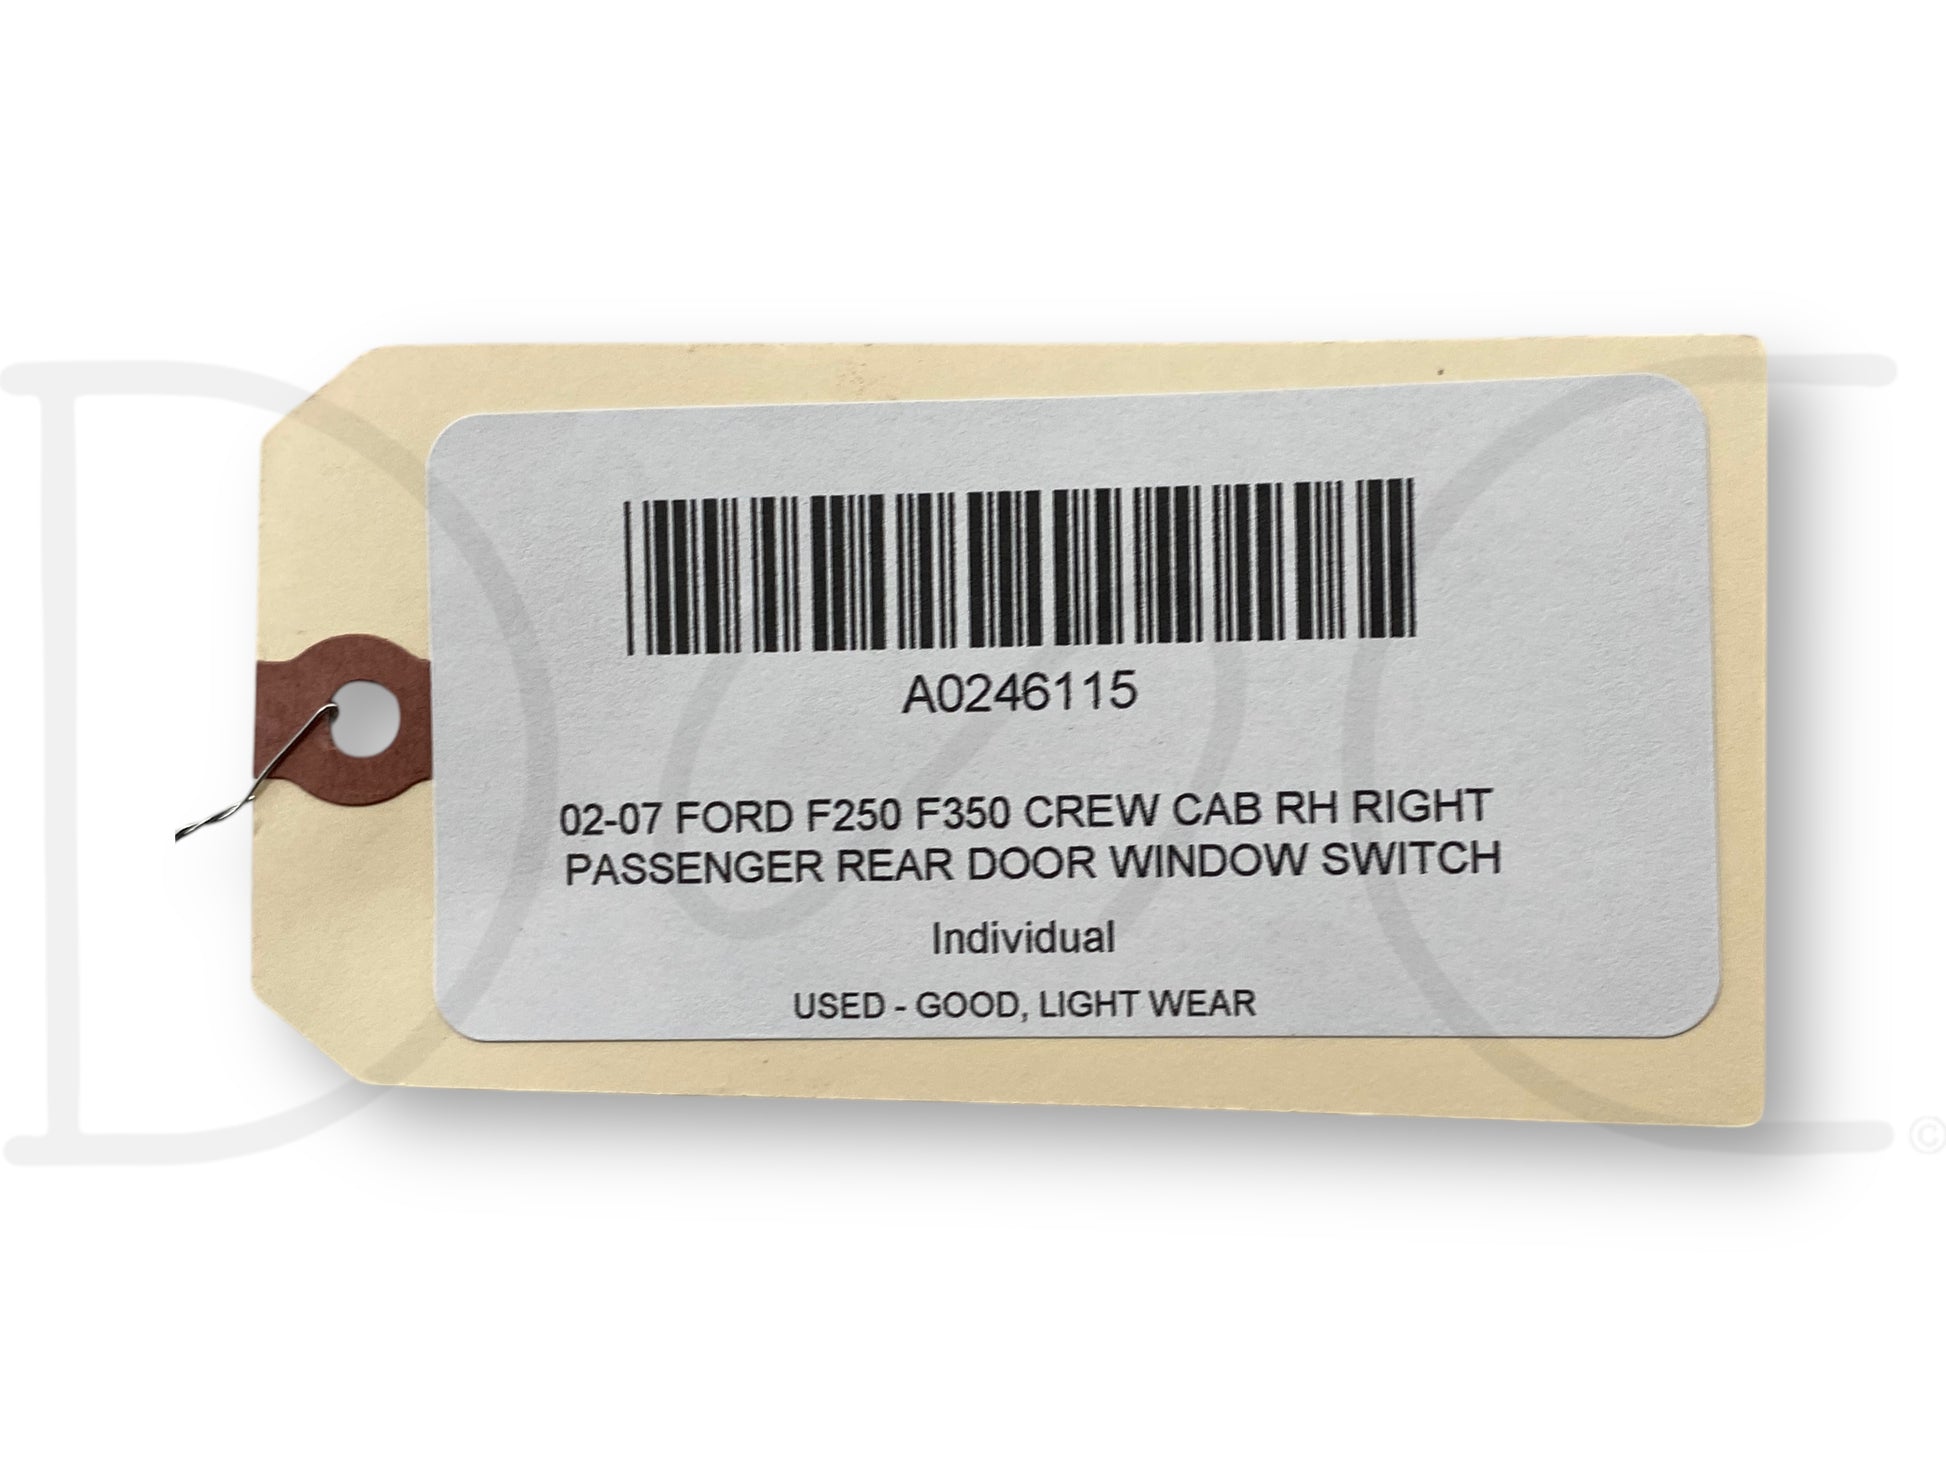 A0246115
02-07 FORD F250 F350 CREW CAB RH RIGHT
PASSENGER REAR DOOR WINDOW SWITCH
Individual
USED - GOOD, LIGHT WEAR
©